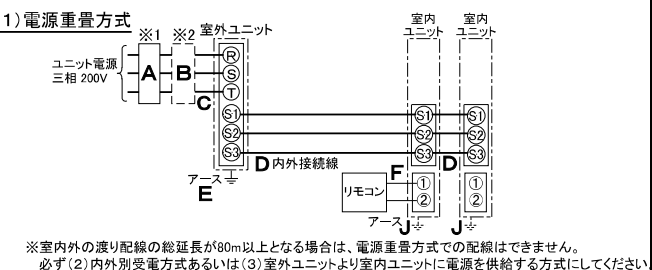 1)電源重畳方式
※1 ※2 室外ユニット
室内ユニット
室内ユニット
ユニット電源
三相 200V
A
B
C
R
S
T
S1 S1 S1
S2 S2 S2
S3 S3 S3
D 内外接続線
D
アース
E
F
リモコン
① ①
② ②
アース J
J
※室内外の渡り配線の総延長が80m以上となる場合は、電源重畳方式での配線はできません。
必ず(2)内外別受電方式あるいは(3)室外ユニットより室内ユニットに電源を供給する方式にしてください。